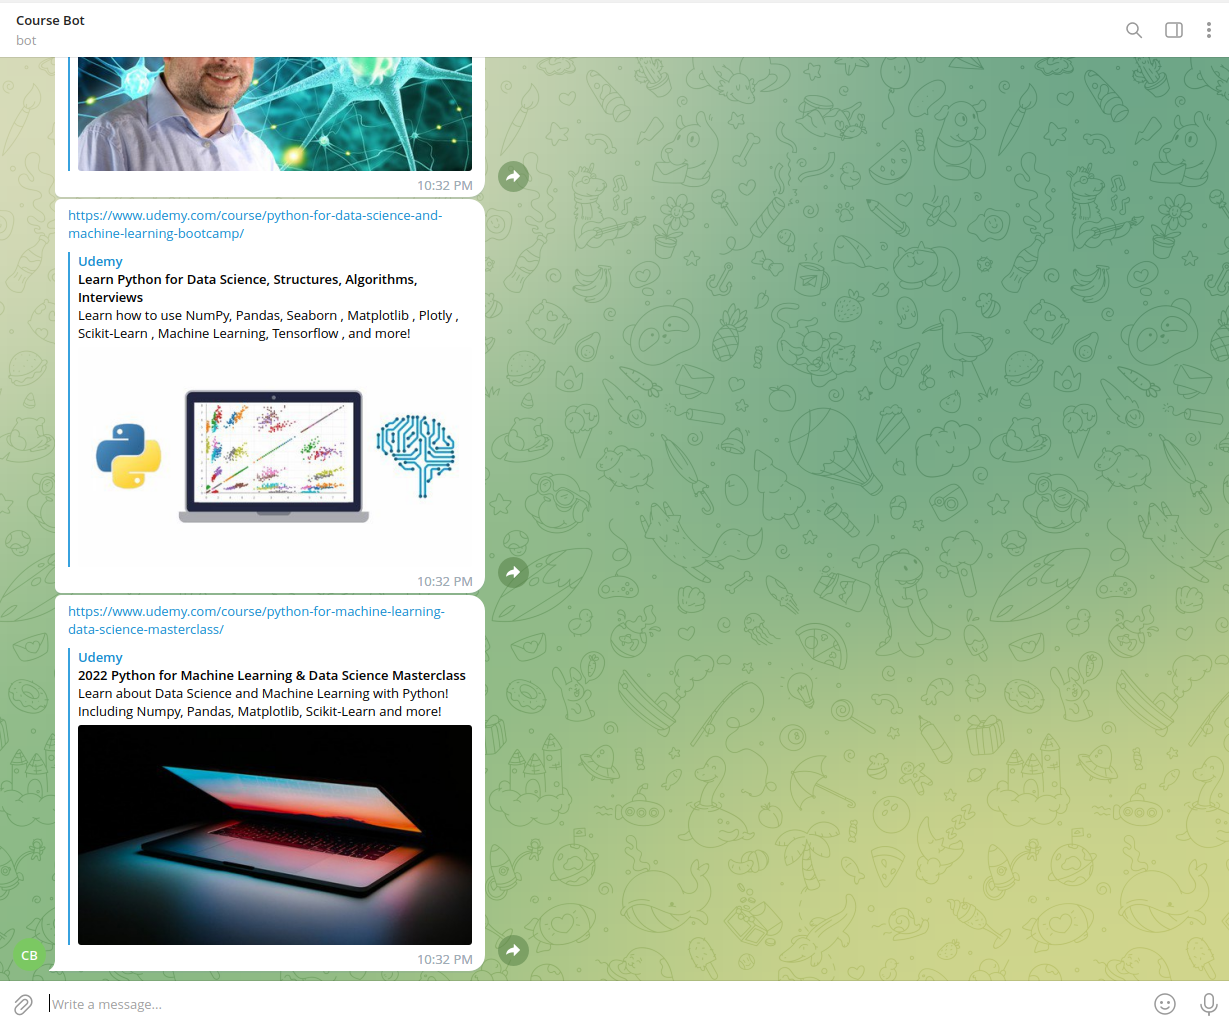 Course Bot
bot
10:32 PM
https://www.udemy.com/course/python-for-data-science-and-
machine-learning-bootcamp/
Udemy
Learn Python for Data Science, Structures, Algorithms,
Interviews
Learn how to use NumPy, Pandas, Seaborn , Matplotlib , Plotly ,
Scikit-Learn , Machine Learning, Tensorflow , and more!
10:32 PM
https://www.udemy.com/course/python-for-machine-learning-
data-science-masterclass/
Udemy
2022 Python for Machine Learning & Data Science Masterclass
Learn about Data Science and Machine Learning with Python!
Including Numpy, Pandas, Matplotlib, Scikit-Learn and more!
CB
10:32 PM
Write a message...